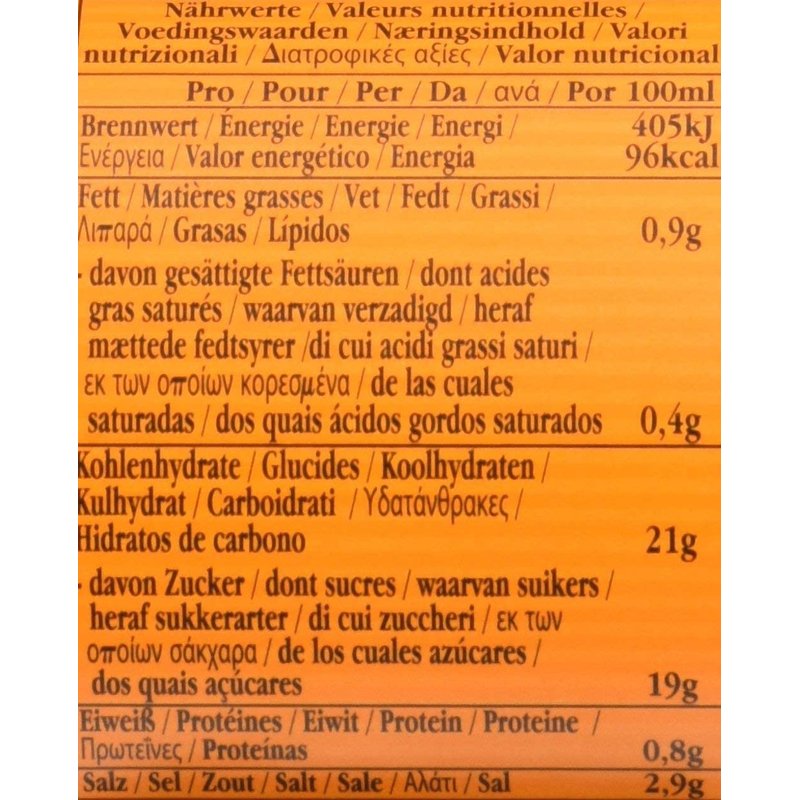 Nährwerte / Valeurs nutritionnelles /
Voedingswaarden / Næringsindhold / Valori
nutrizionali / Διατροφικές αξίες / Valor nutricional
Pro / Pour / Per / Da / ανά / Por 100ml
Brennwert / Énergie / Energie / Energi / 405kJ
Ενέργεια / Valor energético / Energia 96kcal
Fett / Matières grasses / Vet / Fedt / Grassi /
Λιπαρά / Grasas / Lípidos 0,9g
- davon gesättigte Fettsäuren / dont acides
gras saturés / waarvan verzadigd / heraf
mættede fedtsyrer /di cui acidi grassi saturi /
εκ των οποίων κορεσμένα / de las cuales
saturadas / dos quais ácidos gordos saturados 0,4g
Kohlenhydrate / Glucides / Koolhydraten /
Kulhydrat / Carboidrati / Υδατάνθρακες /
Hidratos de carbono 21g
- davon Zucker / dont sucres / waarvan suikers /
heraf sukkerarter / di cui zuccheri / εκ των
οποίων σάκχαρα / de los cuales azúcares /
dos quais açúcares 19g
Eiweiß / Protéines / Eiwit / Protein / Proteine /
Πρωτεΐνες / Proteínas 0,8g
Salz / Sel / Zout / Salt / Sale / Αλάτι / Sal 2,9g